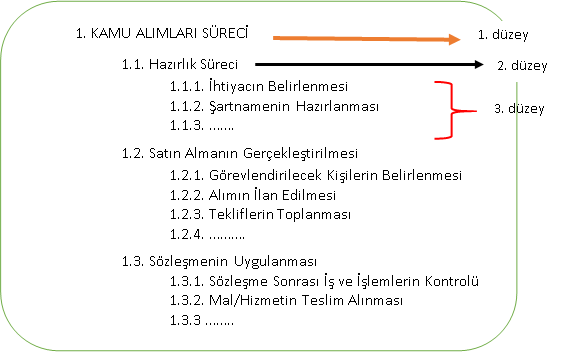 1. KAMU ALIMLARI SÜRECİ 1. düzey
1.1. Hazırlık Süreci 2. düzey
1.1.1. İhtiyacın Belirlenmesi
1.1.2. Şartnamenin Hazırlanması 3. düzey
1.1.3. .......
1.2. Satın Almanın Gerçekleştirilmesi
1.2.1. Görevlendirilecek Kişilerin Belirlenmesi
1.2.2. Alımın İlan Edilmesi
1.2.3. Tekliflerin Toplanması
1.2.4. ..........
1.3. Sözleşmenin Uygulanması
1.3.1. Sözleşme Sonrası İş ve İşlemlerin Kontrolü
1.3.2. Mal/Hizmetin Teslim Alınması
1.3.3 ........